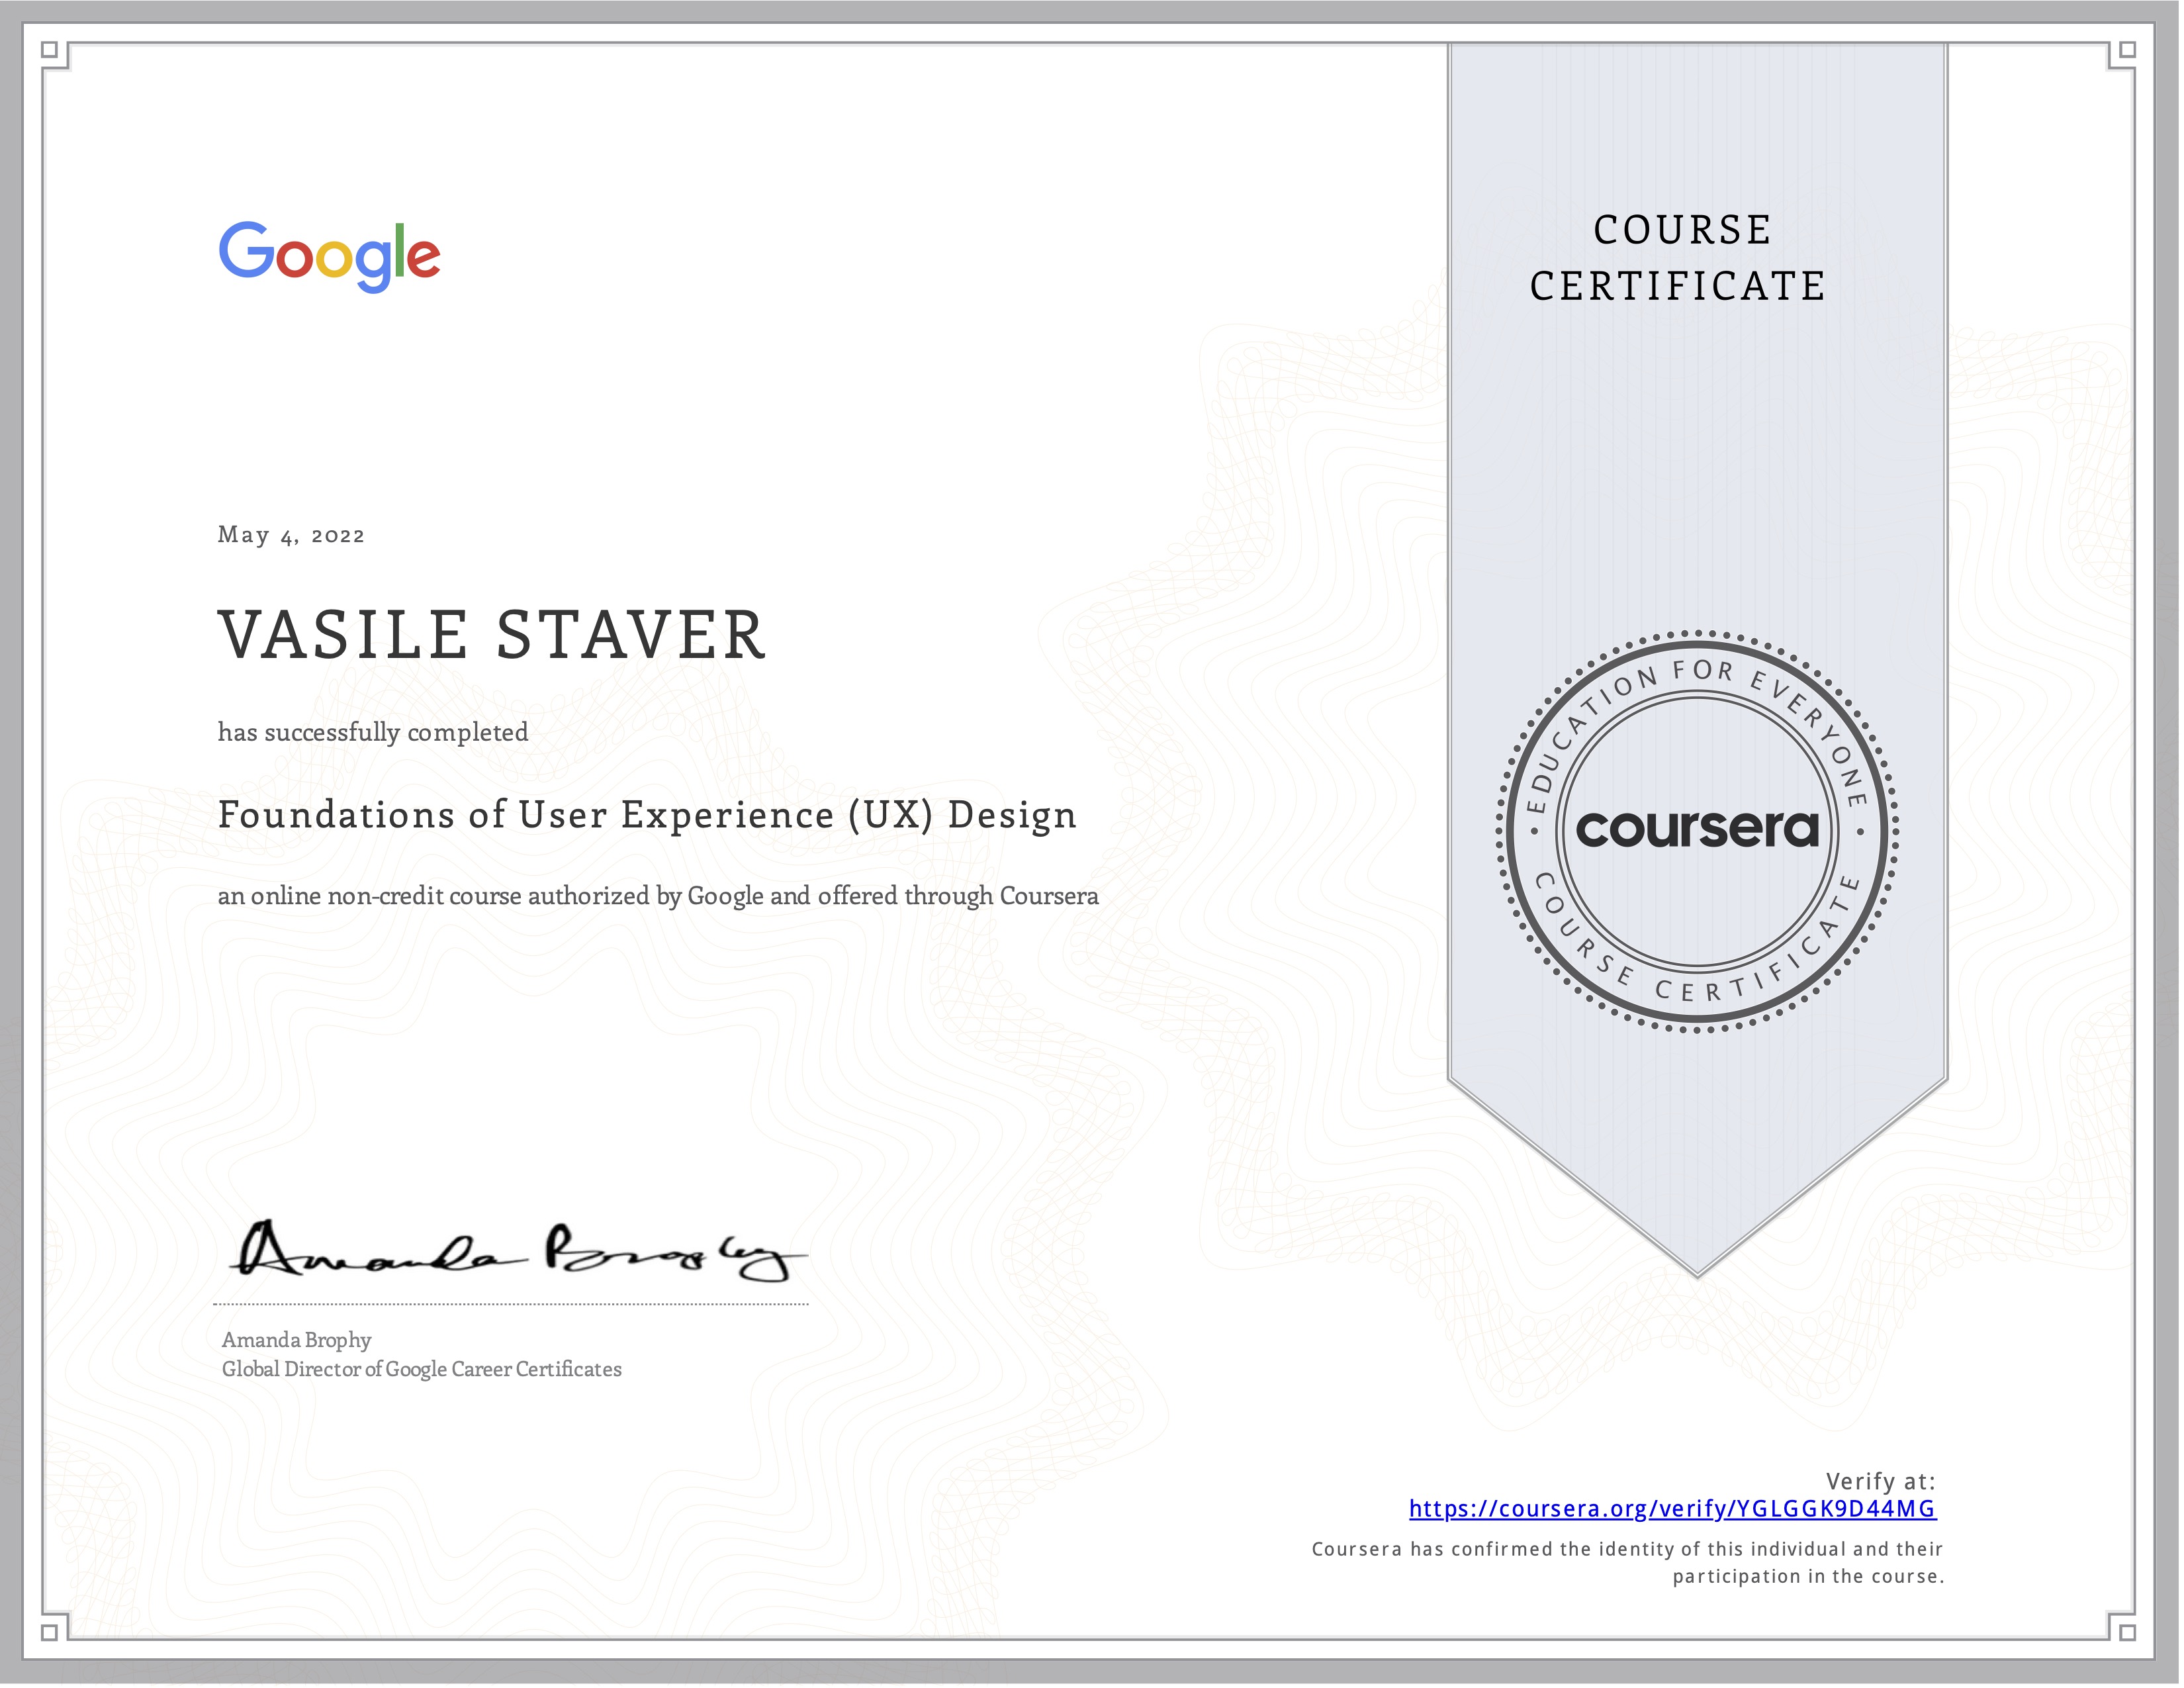 Google
COURSE
CERTIFICATE
May 4, 2022
VASILE STAVER
has successfully completed
Foundations of User Experience (UX) Design
an online non-credit course authorized by Google and offered through Coursera
EDUCATION FOR EVERYONE
coursera
COURSE CERTIFICATE
Amanda Brophy
Amanda Brophy
Global Director of Google Career Certificates
Verify at:
https://coursera.org/verify/YGLGGK9D44MG
Coursera has confirmed the identity of this individual and their
participation in the course.